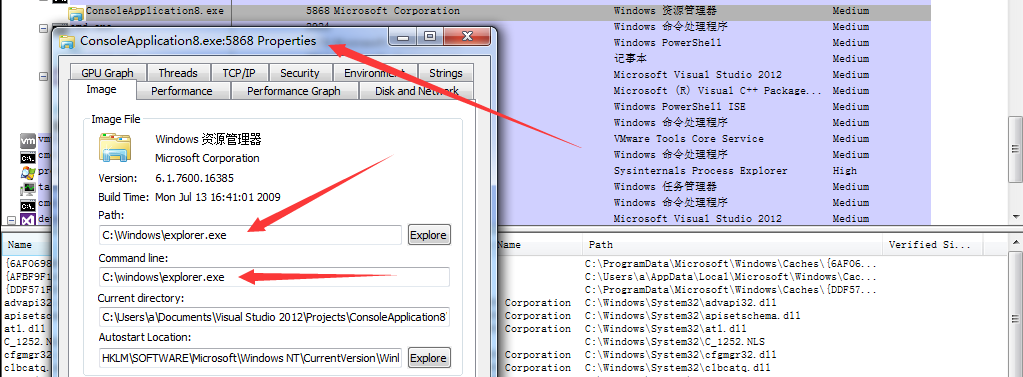 ConsoleApplication8.exe 5868 Microsoft Corporation Windows 资源管理器 Medium
Windows 命令处理程序 Medium
ConsoleApplication8.exe:5868 Properties
Windows PowerShell Medium
记事本 Medium
GPU Graph Threads TCP/IP Security Environment Strings
Microsoft Visual Studio 2012 Medium
Image Performance Performance Graph Disk and Network
Microsoft (R) Visual C++ Package... Medium
Windows PowerShell ISE Medium
Image File
Windows 命令处理程序 Medium
Windows 资源管理器
VMware Tools Core Service Medium
Microsoft Corporation
Windows 命令处理程序 Medium
Version: 6.1.7600.16385
Sysinternals Process Explorer High
Build Time: Mon Jul 13 16:41:01 2009
Windows 任务管理器 Medium
Path:
Windows 命令处理程序 Medium
Microsoft Visual Studio 2012 Medium
C:\Windows\explorer.exe Explore
Name Name Path Verified Si...
Command line:
C:\windows\explorer.exe
Current directory:
C:\Users\a\Documents\Visual Studio 2012\Projects\ConsoleApplication8
Autostart Location:
HKLM\SOFTWARE\Microsoft\Windows NT\CurrentVersion\Winl Explore
{6AF0698 C:\ProgramData\Microsoft\Windows\Caches\{6AF06...
{AFBF9F1 C:\Users\a\AppData\Local\Microsoft\Windows\Cac...
{DDF571F C:\ProgramData\Microsoft\Windows\Caches\{DDF57...
advapi32 Corporation C:\Windows\System32\advapi32.dll
apisetsc Corporation C:\Windows\System32\apisetschema.dll
atl.dll Corporation C:\Windows\System32\atl.dll
C_1252.N C:\Windows\System32\C_1252.NLS
cfgmgr32 Corporation C:\Windows\System32\cfgmgr32.dll
clbcatq. Corporation C:\Windows\System32\clbcatq.dll